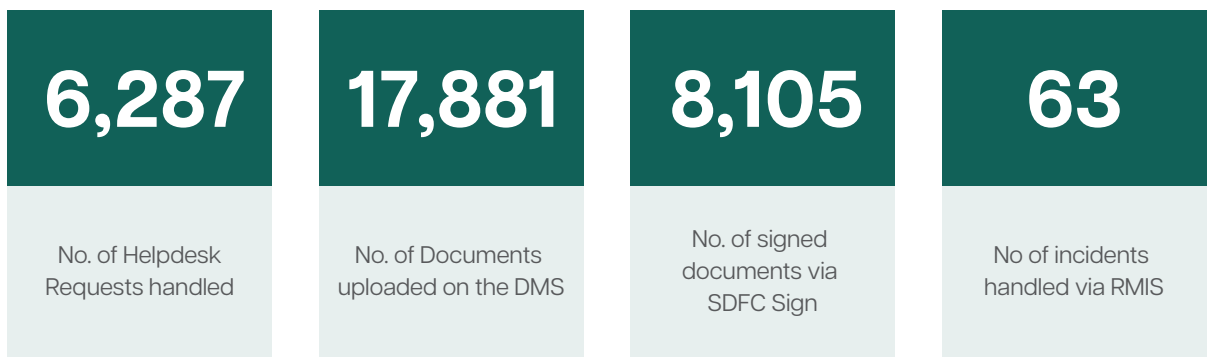 6,287
No. of Helpdesk
Requests handled
17,881
No. of Documents
uploaded on the DMS
8,105
No. of signed
documents via
SDFC Sign
63
No of incidents
handled via RMIS